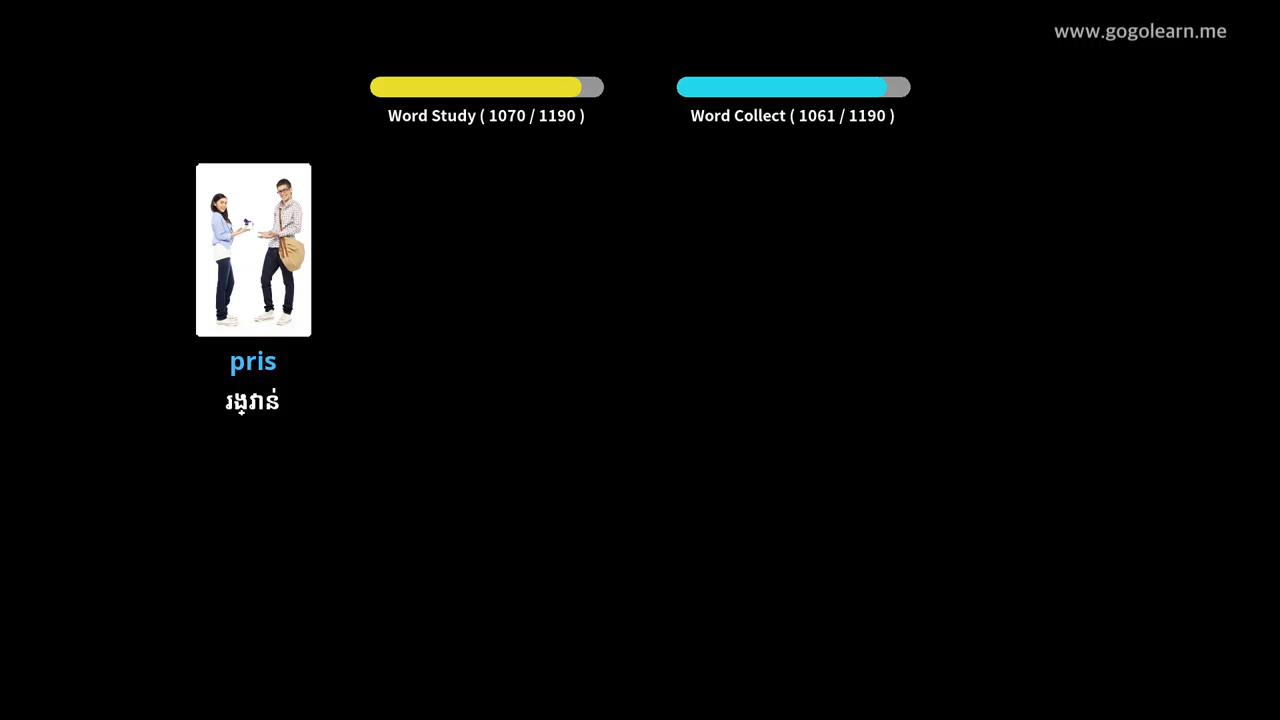 www.gogolearn.me
Word Study ( 1070 / 1190 )
Word Collect ( 1061 / 1190 )
pris
រង្វាន់